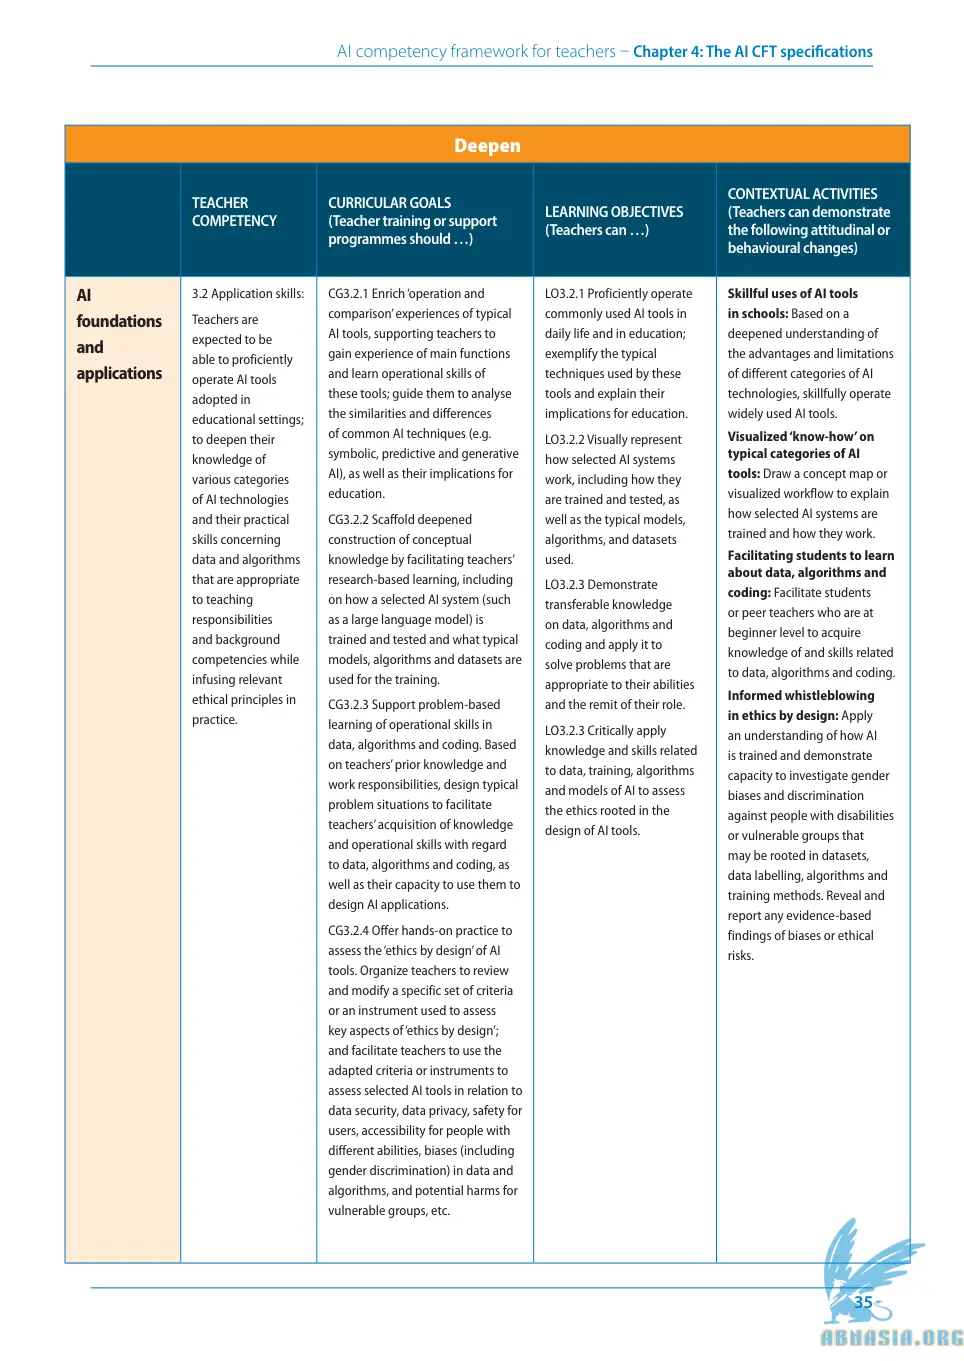 AI competency framework for teachers – Chapter 4: The AI CFT specifications
Deepen
TEACHER
COMPETENCY
CURRICULAR GOALS
(Teacher training or support
programmes should …)
LEARNING OBJECTIVES
(Teachers can …)
CONTEXTUAL ACTIVITIES
(Teachers can demonstrate
the following attitudinal or
behavioural changes)
AI
foundations
and
applications
3.2 Application skills:
Teachers are
expected to be
able to proficiently
operate AI tools
adopted in
educational settings;
to deepen their
knowledge of
various categories
of AI technologies
and their practical
skills concerning
data and algorithms
that are appropriate
to teaching
responsibilities
and background
competencies while
infusing relevant
ethical principles in
practice.
CG3.2.1 Enrich ‘operation and
comparison’ experiences of typical
AI tools, supporting teachers to
gain experience of main functions
and learn operational skills of
these tools; guide them to analyse
the similarities and differences
of common AI techniques (e.g.
symbolic, predictive and generative
AI), as well as their implications for
education.
CG3.2.2 Scaffold deepened
construction of conceptual
knowledge by facilitating teachers’
research-based learning, including
on how a selected AI system (such
as a large language model) is
trained and tested and what typical
models, algorithms and datasets are
used for the training.
CG3.2.3 Support problem-based
learning of operational skills in
data, algorithms and coding. Based
on teachers’ prior knowledge and
work responsibilities, design typical
problem situations to facilitate
teachers’ acquisition of knowledge
and operational skills with regard
to data, algorithms and coding, as
well as their capacity to use them to
design AI applications.
CG3.2.4 Offer hands-on practice to
assess the ‘ethics by design’ of AI
tools. Organize teachers to review
and modify a specific set of criteria
or an instrument used to assess
key aspects of ‘ethics by design’;
and facilitate teachers to use the
adapted criteria or instruments to
assess selected AI tools in relation to
data security, data privacy, safety for
users, accessibility for people with
different abilities, biases (including
gender discrimination) in data and
algorithms, and potential harms for
vulnerable groups, etc.
LO3.2.1 Proficiently operate
commonly used AI tools in
daily life and in education;
exemplify the typical
techniques used by these
tools and explain their
implications for education.
LO3.2.2 Visually represent
how selected AI systems
work, including how they
are trained and tested, as
well as the typical models,
algorithms, and datasets
used.
LO3.2.3 Demonstrate
transferable knowledge
on data, algorithms and
coding and apply it to
solve problems that are
appropriate to their abilities
and the remit of their role.
LO3.2.3 Critically apply
knowledge and skills related
to data, training, algorithms
and models of AI to assess
the ethics rooted in the
design of AI tools.
Skillful uses of AI tools
in schools: Based on a
deepened understanding of
the advantages and limitations
of different categories of AI
technologies, skillfully operate
widely used AI tools.
Visualized ‘know-how’ on
typical categories of AI
tools: Draw a concept map or
visualized workflow to explain
how selected AI systems are
trained and how they work.
Facilitating students to learn
about data, algorithms and
coding: Facilitate students
or peer teachers who are at
beginner level to acquire
knowledge of and skills related
to data, algorithms and coding.
Informed whistleblowing
in ethics by design: Apply
an understanding of how AI
is trained and demonstrate
capacity to investigate gender
biases and discrimination
against people with disabilities
or vulnerable groups that
may be rooted in datasets,
data labelling, algorithms and
training methods. Reveal and
report any evidence-based
findings of biases or ethical
risks.
35
ABNASIA.ORG